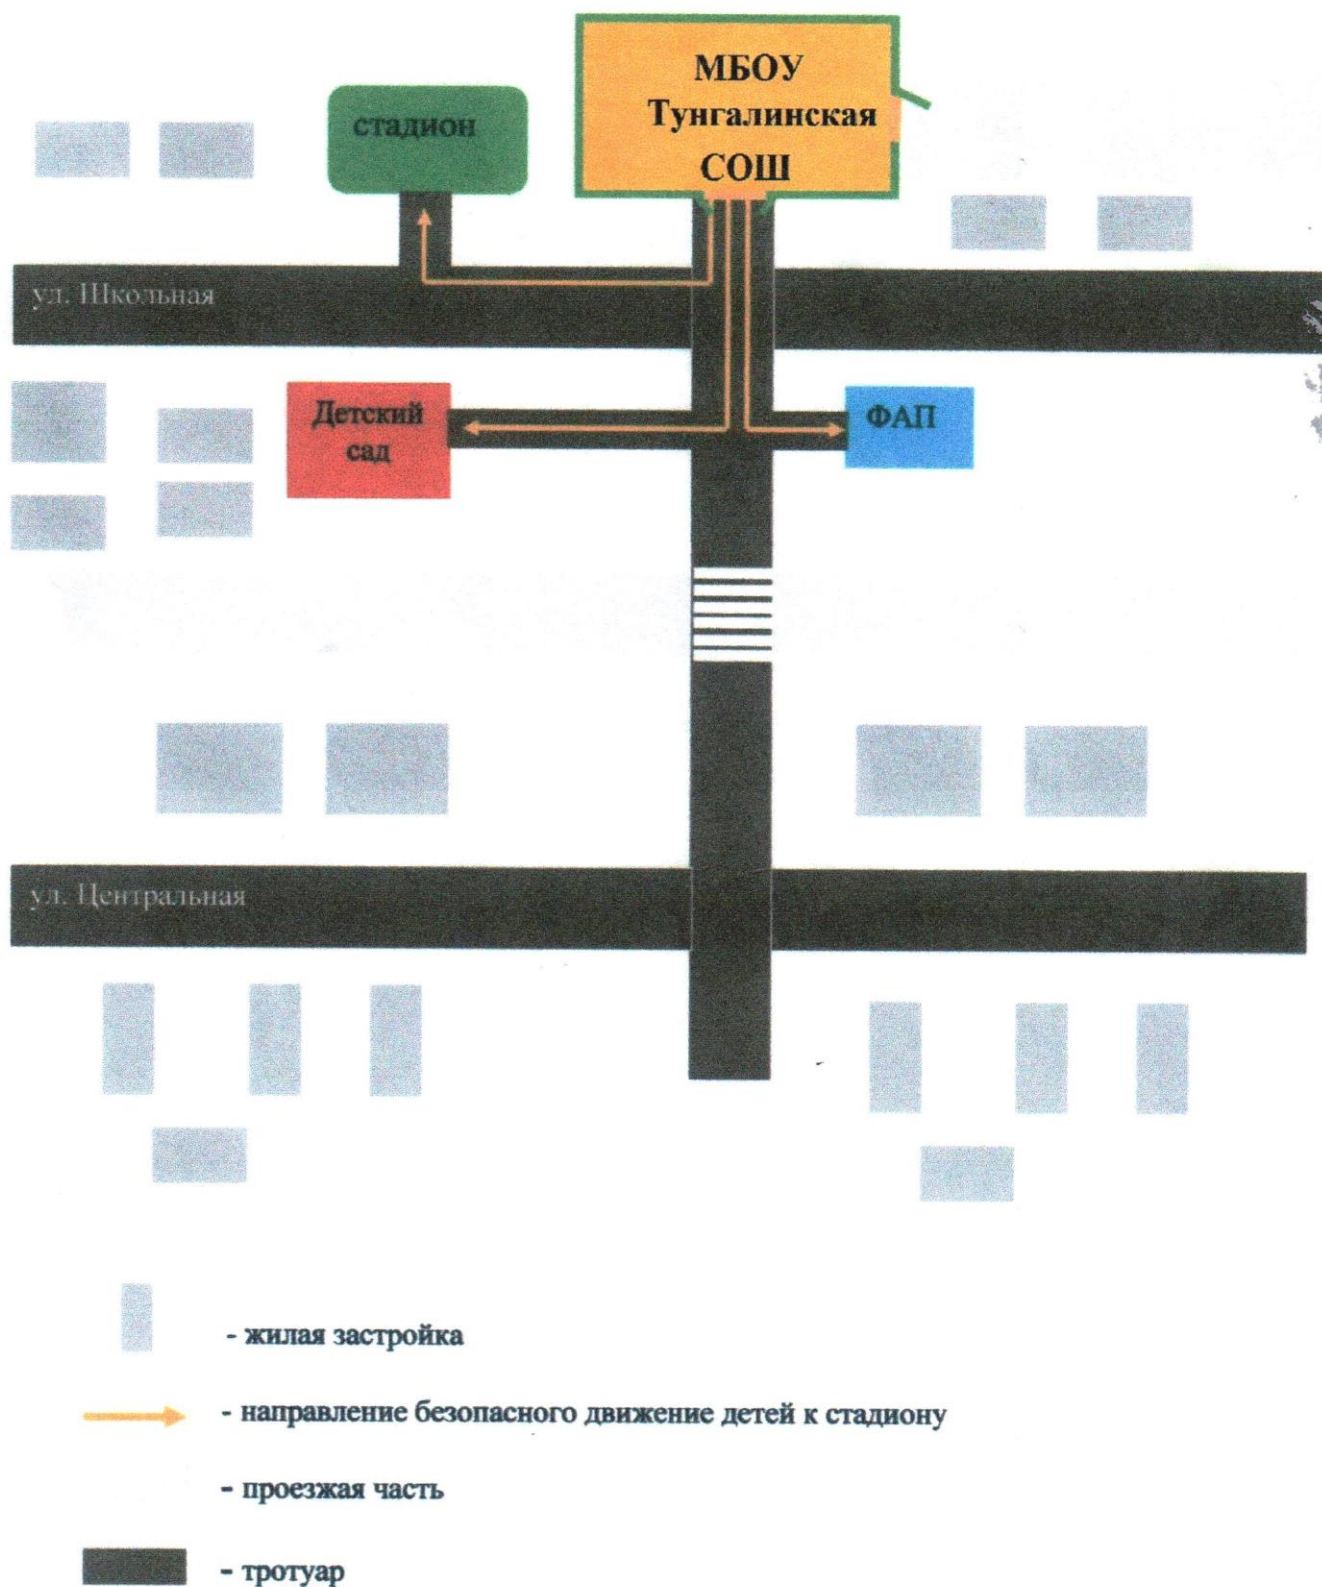 МБОУ
Тунгалинская
СОШ
стадион
ул. Школьная
Детский
сад
ФАП
ул. Центральная
- жилая застройка
- направление безопасного движение детей к стадиону
- проезжая часть
- тротуар